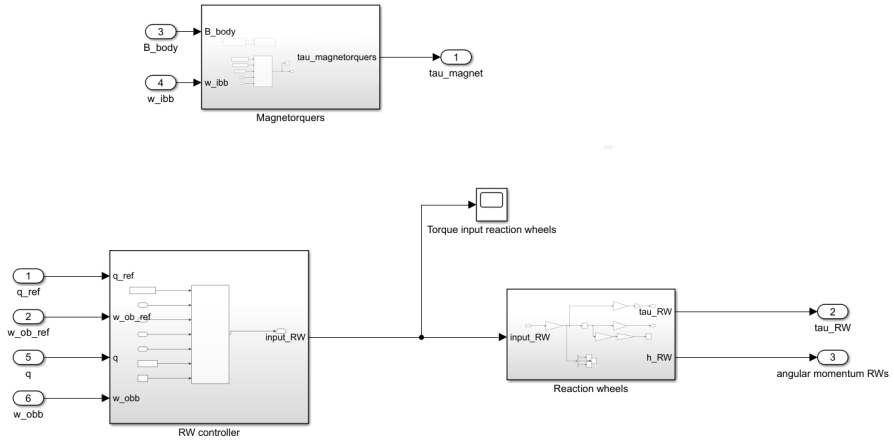 3
B_body
B_body
4
w_ibb
w_ibb
tau_magnetorquers
1
tau_magnet
Magnetorquers
Torque input reaction wheels
1
q_ref
q_ref
2
w_ob_ref
w_ob_ref
5
q
q
6
w_obb
w_obb
input_RW
RW controller
input_RW
tau_RW
h_RW
Reaction wheels
2
tau_RW
3
angular momentum RWs